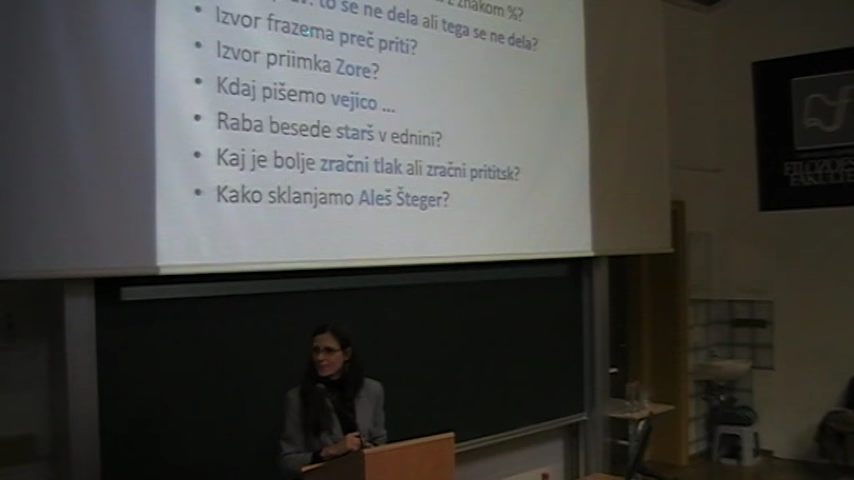 z znakom %?
to se ne dela ali tega se ne dela?
• Izvor frazema preč priti?
• Izvor priimka Zore?
• Kdaj pišemo vejico ...
• Raba besede starš v ednini?
• Kaj je bolje zračni tlak ali zračni prititsk?
• Kako sklanjamo Aleš Šteger?